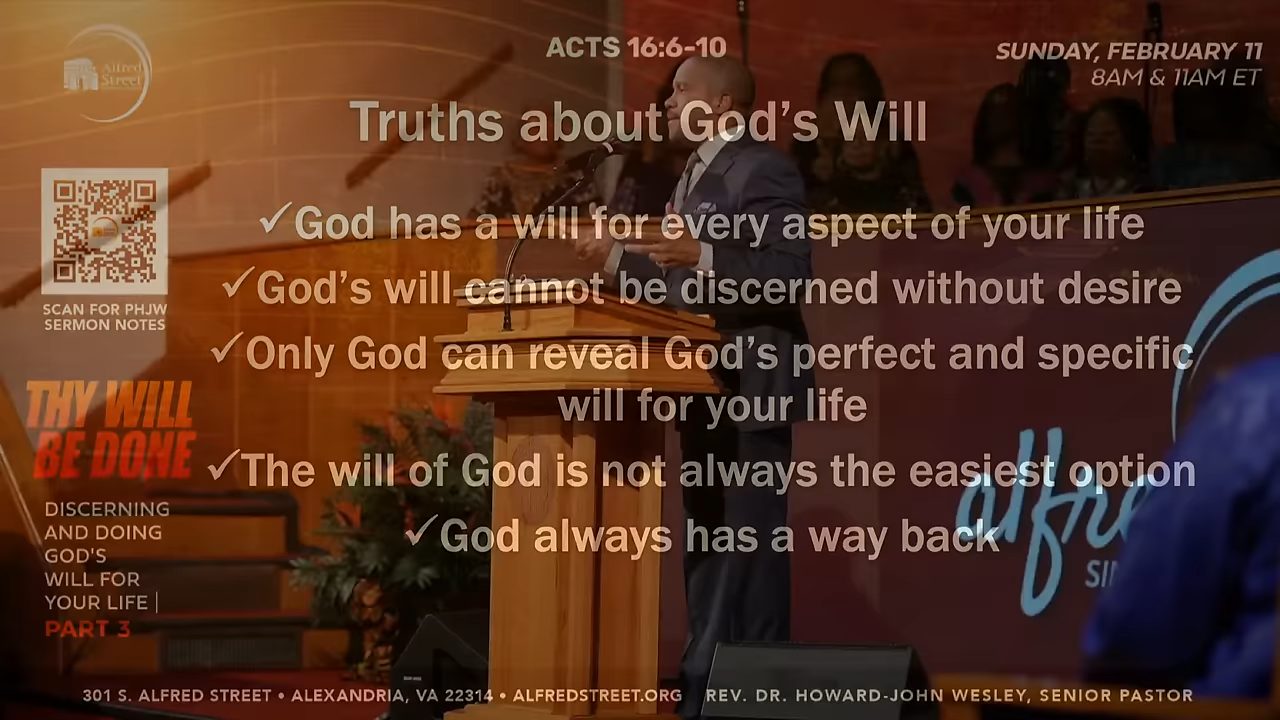 Alfred
Street
ACTS 16:6-10
SUNDAY, FEBRUARY 11
8AM & 11AM ET
Truths about God's Will
✓God has a will for every aspect of your life
✓God's will cannot be discerned without desire
✓Only God can reveal God's perfect and specific
will for your life
✓The will of God is not always the easiest option
✓God always has a way back
SCAN FOR PHJW
SERMON NOTES
THY WILL
BE DONE
DISCERNING
AND DOING
GOD'S
WILL FOR
YOUR LIFE |
PART 3
alfre
301 S. ALFRED STREET • ALEXANDRIA, VA 22314 • ALFREDSTREET.ORG REV. DR. HOWARD-JOHN WESLEY, SENIOR PASTOR